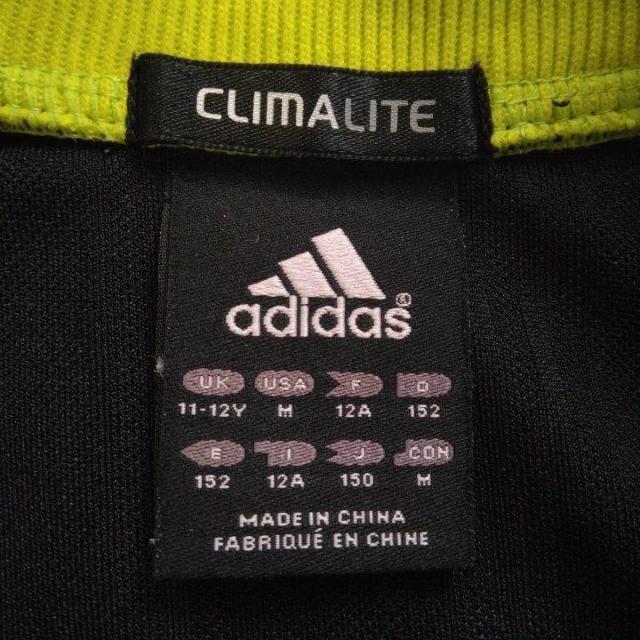 CLIMALITE
adidas®
UK USA F D
11-12Y M 12A 152
E I J CON
152 12A 150 M
MADE IN CHINA
FABRIQUÉ EN CHINE